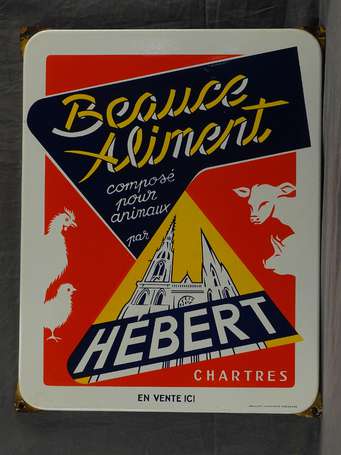 Beauce
Aliment
composé
pour
animaux
par
HEBERT
CHARTRES
EN VENTE ICI